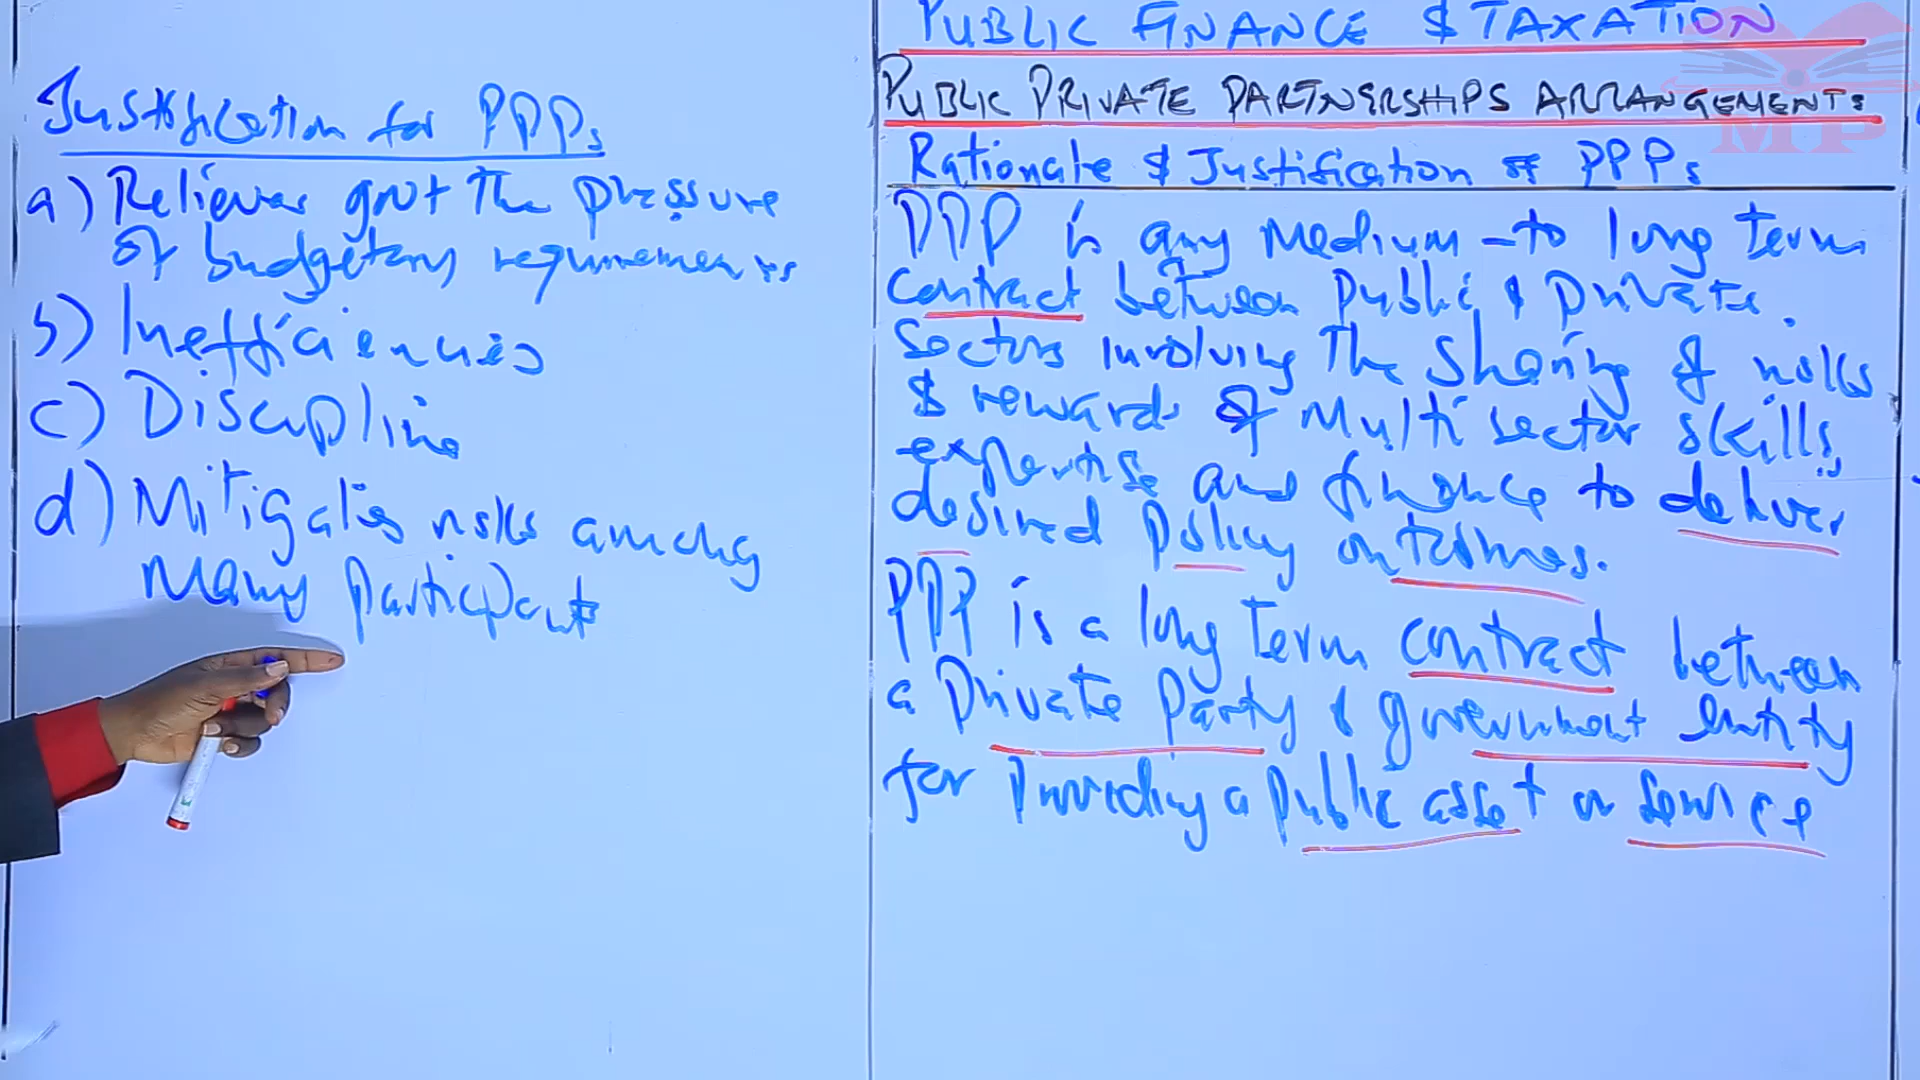 PUBLIC FINANCE & TAXATION
PUBLIC PRIVATE PARTNERSHIPS ARRANGEMENTS
Rationale & Justification of PPPs
PPP is any medium-to long term
contract between public & private
sectors involving the sharing of risks
& rewards of multi sector skills,
expertise and finance to deliver
desired policy outcomes.
PPP is a long term contract between
a private party & government entity
for providing a public asset or service
Justification for PPPs
a) Relieves govt the pressure
of budgetary requirements
b) Inefficiencies
c) Discipline
d) Mitigates risks among
many participants
MP